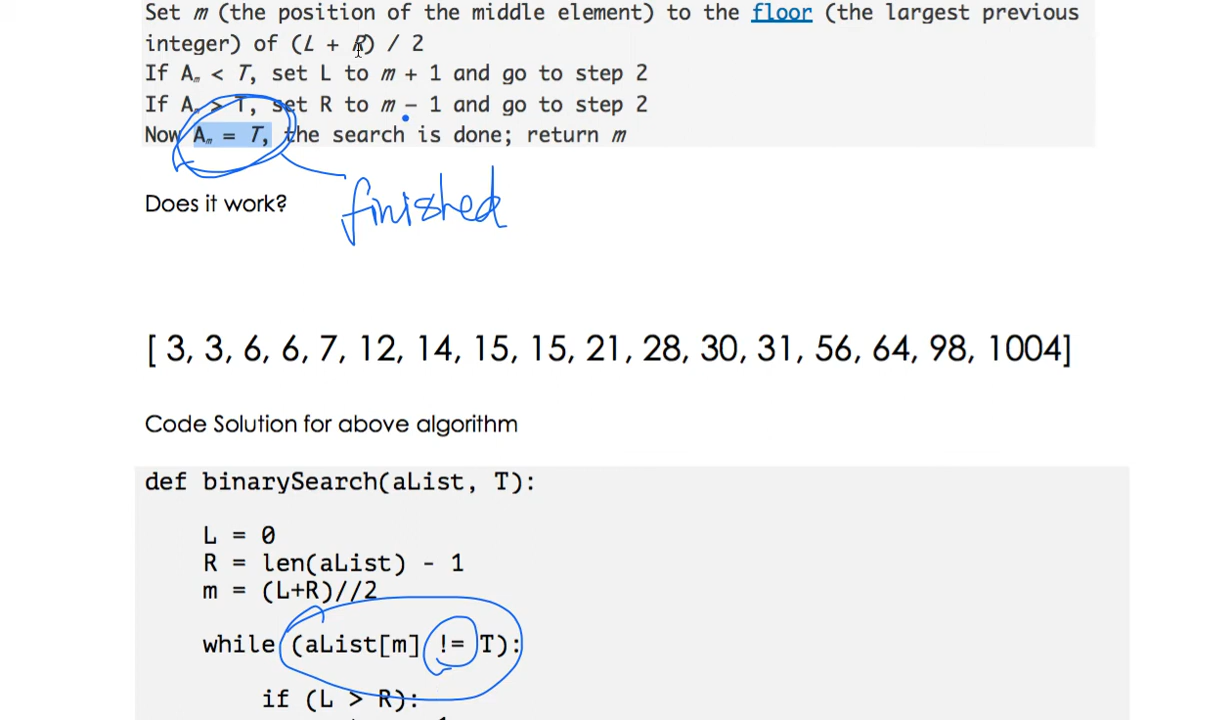 Set m (the position of the middle element) to the floor (the largest previous
integer) of (L + R) / 2
If Am < T, set L to m + 1 and go to step 2
If Am > T, set R to m - 1 and go to step 2
Now Am = T, the search is done; return m
Does it work?
finished
[ 3, 3, 6, 6, 7, 12, 14, 15, 15, 21, 28, 30, 31, 56, 64, 98, 1004]
Code Solution for above algorithm
def binarySearch(aList, T):
L = 0
R = len(aList) - 1
m = (L+R)//2
while (aList[m] != T):
if (L > R):